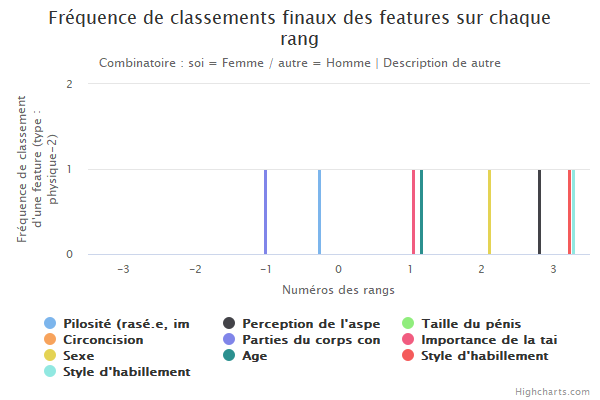 Fréquence de classements finaux des features sur chaque
rang
Combinatoire : soi = Femme / autre = Homme | Description de autre
Fréquence de classement
d'une feature (type :
physique-2)
2
1
0
-3 -2 -1 0 1 2 3
Numéros des rangs
Pilosité (rasé.e, im Perception de l'aspe Taille du pénis
Circoncision Parties du corps con Importance de la tai
Sexe Age Style d'habillement
Style d'habillement
Highcharts.com